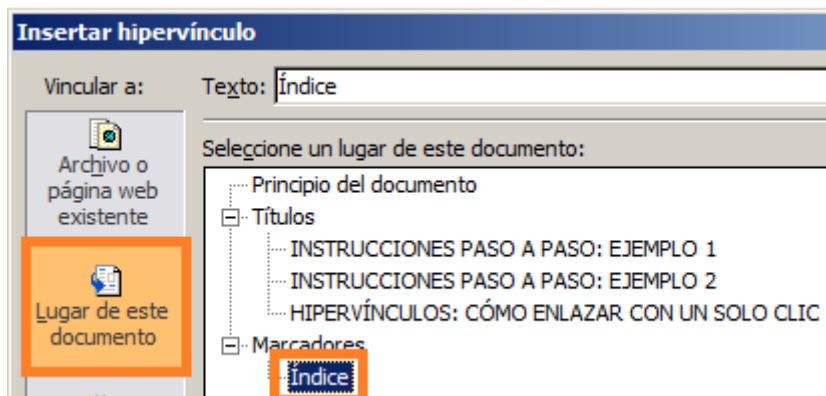 Insertar hipervínculo
Vincular a:
Texto: Índice
Archivo o
página web
existente
Lugar de este
documento
Seleccione un lugar de este documento:
Principio del documento
Títulos
INSTRUCCIONES PASO A PASO: EJEMPLO 1
INSTRUCCIONES PASO A PASO: EJEMPLO 2
HIPERVÍNCULOS: CÓMO ENLAZAR CON UN SOLO CLIC
Marcadores
Índice